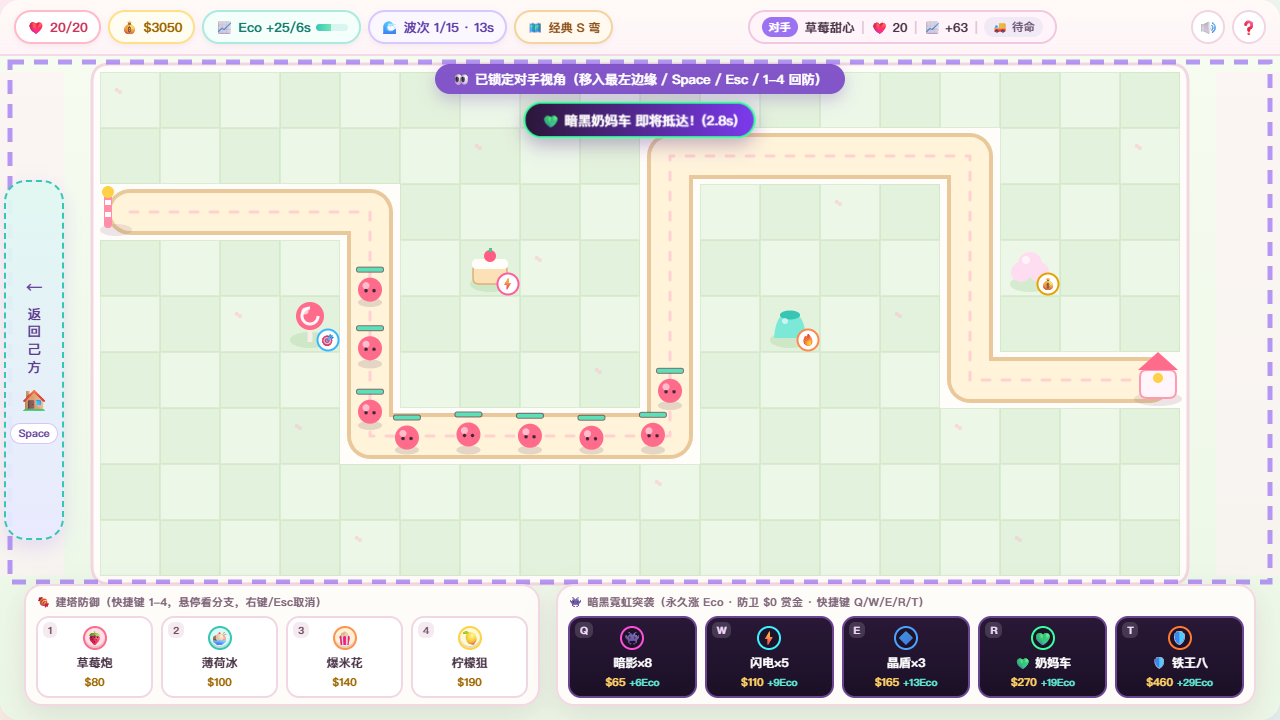 20/20
$3050
Eco +25/6s
波次 1/15 · 13s
经典 S 弯
对手 草莓甜心 | 20 | +63 | 待命
已锁定对手视角（移入最左边缘 / Space / Esc / 1–4 回防）
暗黑奶妈车 即将抵达! (2.8s)
←
返回己方
Space
建塔防御（快捷键 1–4，悬停看分支，右键/Esc取消）
1
草莓炮
$80
2
薄荷冰
$100
3
爆米花
$140
4
柠檬狙
$190
暗黑霓虹突袭（永久涨 Eco · 防卫 $0 赏金 · 快捷键 Q/W/E/R/T）
Q
暗影x8
$65 +6Eco
W
闪电x5
$110 +9Eco
E
晶盾x3
$165 +13Eco
R
奶妈车
$270 +19Eco
T
铁王八
$460 +29Eco